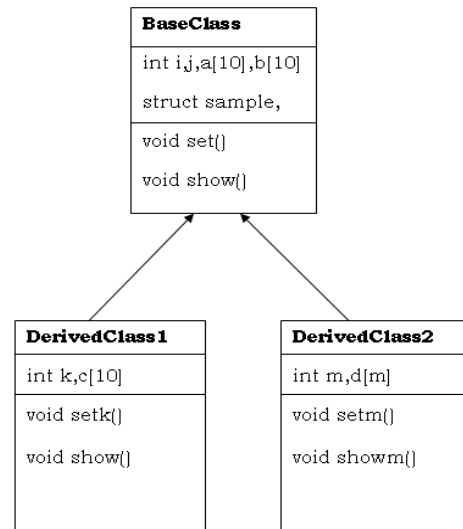 BaseClass
int i,j,a[10],b[10]
struct sample,
void set()
void show()
DerivedClass1
int k,c[10]
void setk()
void show()
DerivedClass2
int m,d[m]
void setm()
void showm()